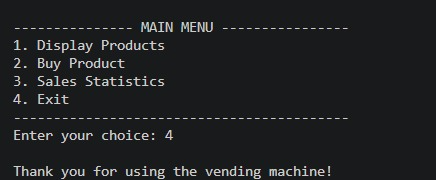 --------------- MAIN MENU ----------------
1. Display Products
2. Buy Product
3. Sales Statistics
4. Exit
------------------------------------------
Enter your choice: 4
Thank you for using the vending machine!